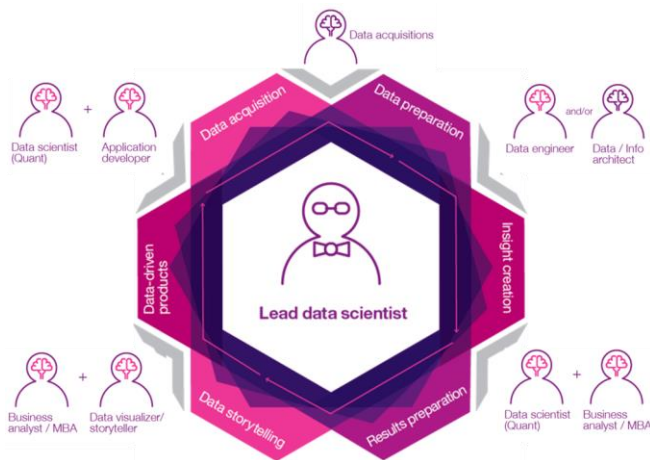 Data acquisitions
Data acquisition
Data preparation
+
Data scientist
(Quant)
Application
developer
and/or
Data engineer
Data / Info
architect
Data-driven
products
Lead data scientist
Insight creation
+
Business
analyst / MBA
Data visualizer/
storyteller
Data storytelling
Results preparation
+
Data scientist
(Quant)
Business
analyst / MBA